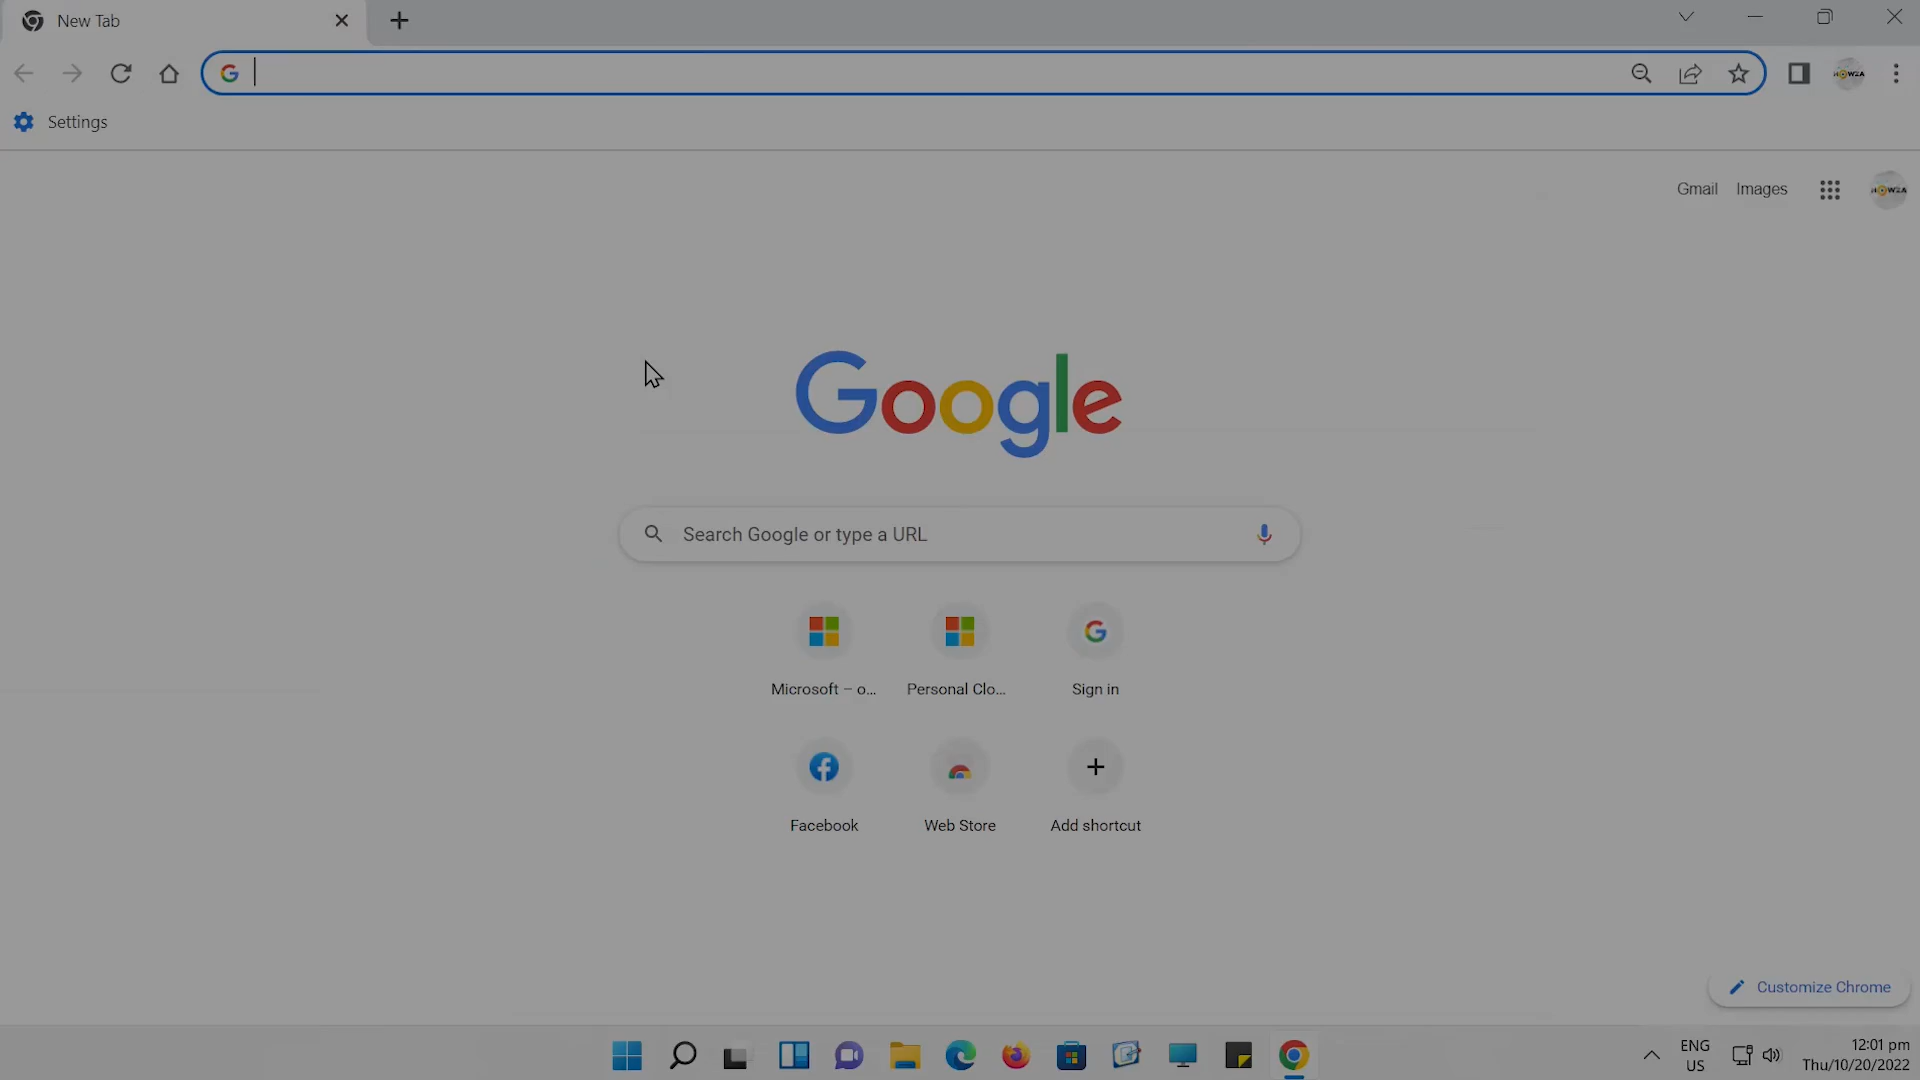 New Tab
Settings
Gmail Images
HOWZA
Google
Search Google or type a URL
Microsoft – o... Personal Clo... Sign in
Facebook Web Store Add shortcut
Customize Chrome
ENG 12:01 pm
US Thu/10/20/2022